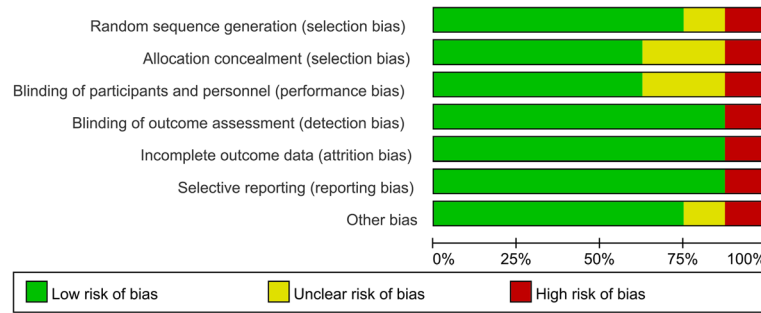 Random sequence generation (selection bias)
Allocation concealment (selection bias)
Blinding of participants and personnel (performance bias)
Blinding of outcome assessment (detection bias)
Incomplete outcome data (attrition bias)
Selective reporting (reporting bias)
Other bias
0% 25% 50% 75% 100%
Low risk of bias Unclear risk of bias High risk of bias